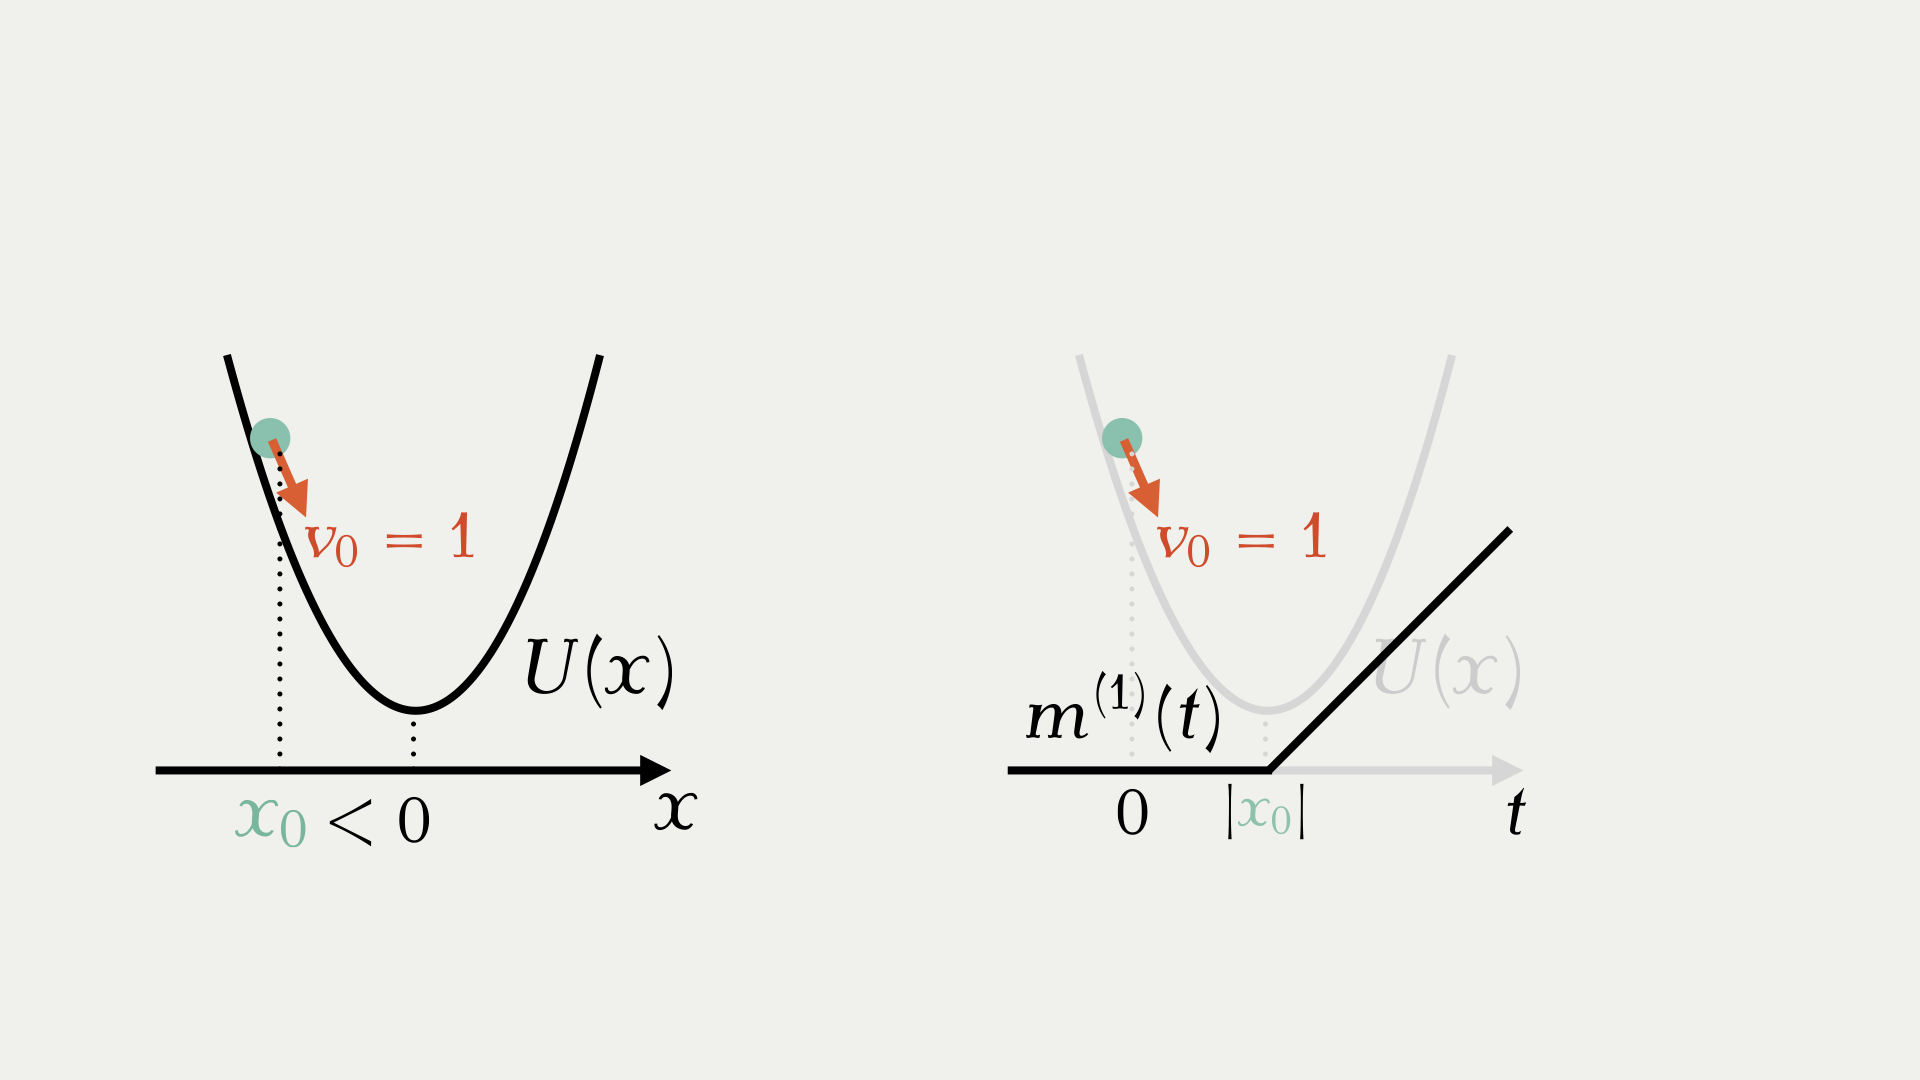 v₀ = 1
U(x)
x₀ < 0
x
v₀ = 1
U(x)
m⁽¹⁾(t)
0
|x₀|
t